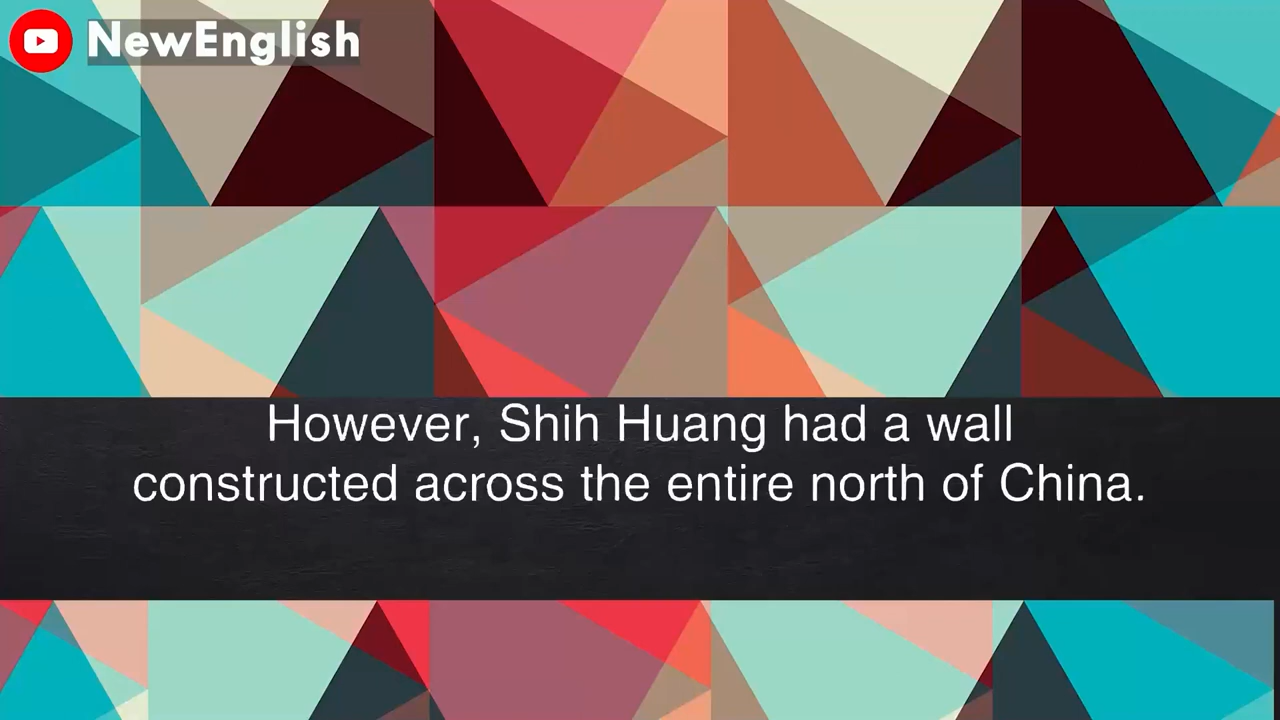 NewEnglish
However, Shih Huang had a wall
constructed across the entire north of China.